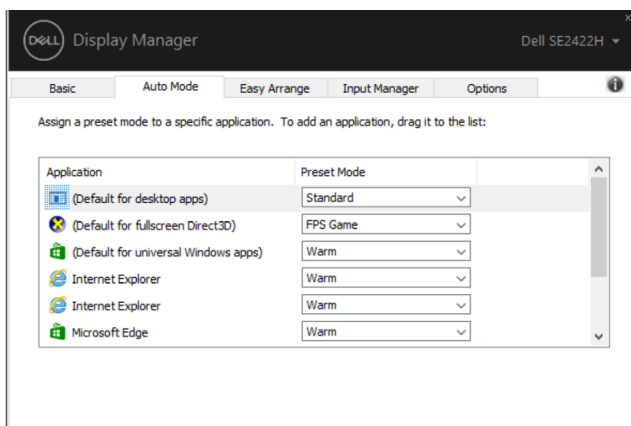 DELL Display Manager Dell SE2422H
Basic Auto Mode Easy Arrange Input Manager Options
Assign a preset mode to a specific application. To add an application, drag it to the list:
Application Preset Mode
(Default for desktop apps) Standard
(Default for fullscreen Direct3D) FPS Game
(Default for universal Windows apps) Warm
Internet Explorer Warm
Internet Explorer Warm
Microsoft Edge Warm